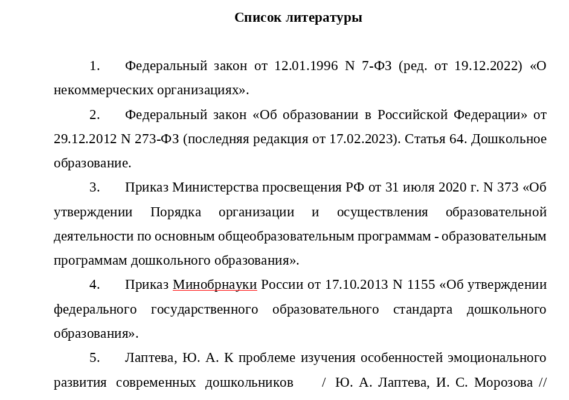 Список литературы
1. Федеральный закон от 12.01.1996 N 7-ФЗ (ред. от 19.12.2022) «О
некоммерческих организациях».
2. Федеральный закон «Об образовании в Российской Федерации» от
29.12.2012 N 273-ФЗ (последняя редакция от 17.02.2023). Статья 64. Дошкольное
образование.
3. Приказ Министерства просвещения РФ от 31 июля 2020 г. N 373 «Об
утверждении Порядка организации и осуществления образовательной
деятельности по основным общеобразовательным программам - образовательным
программам дошкольного образования».
4. Приказ Минобрнауки России от 17.10.2013 N 1155 «Об утверждении
федерального государственного образовательного стандарта дошкольного
образования».
5. Лаптева, Ю. А. К проблеме изучения особенностей эмоционального
развития современных дошкольников / Ю. А. Лаптева, И. С. Морозова //